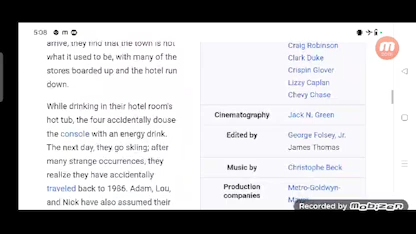 5:08
arrive, they find that the town is not
what it used to be, with many of the
stores boarded up and the hotel run
down.
While drinking in their hotel room's
hot tub, the four accidentally douse
the console with an energy drink.
The next day, they go skiing; after
many strange occurrences, they
realize they have accidentally
traveled back to 1986. Adam, Lou,
and Nick have also assumed their
Craig Robinson
Clark Duke
Crispin Glover
Lizzy Caplan
Chevy Chase
Cinematography Jack N. Green
Edited by George Folsey, Jr.
James Thomas
Music by Christophe Beck
Production Metro-Goldwyn-
companies
Recorded by Mobizen